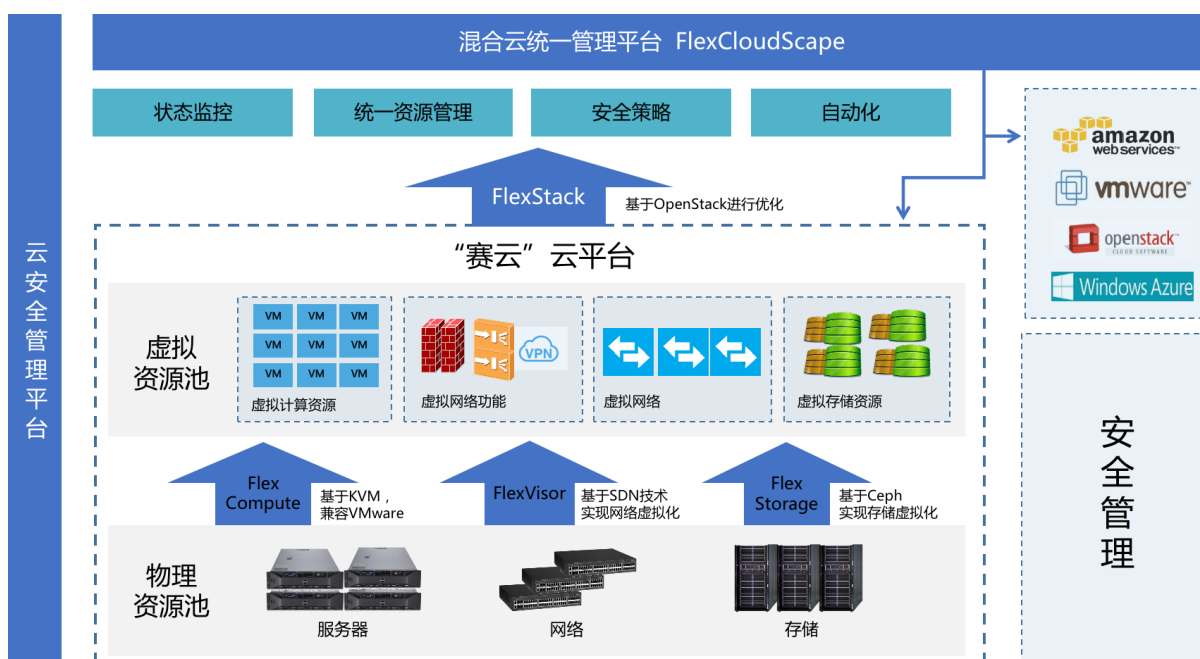 混合云统一管理平台 FlexCloudScape
状态监控
统一资源管理
安全策略
自动化
amazon
web services™
vmware™
openstack™
CLOUD SOFTWARE
Windows Azure
FlexStack
基于OpenStack进行优化
云安全管理平台
“赛云”云平台
虚拟
资源池
VM VM VM
VM VM VM
VM VM VM
虚拟计算资源
VPN
虚拟网络功能
虚拟网络
虚拟存储资源
Flex
Compute
基于KVM，
兼容VMware
FlexVisor
基于SDN技术
实现网络虚拟化
Flex
Storage
基于Ceph
实现存储虚拟化
安全管理
物理
资源池
服务器
网络
存储